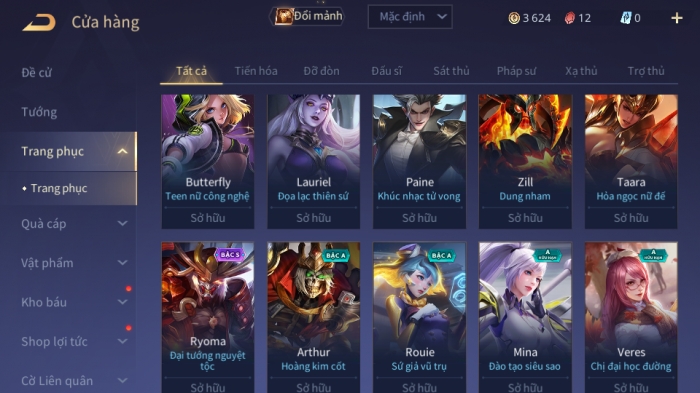 Cửa hàng
Đổi mảnh
Mặc định
3 624
12
0
Đề cử
Tướng
Trang phục
Trang phục
Quà cáp
Vật phẩm
Kho báu
Shop lợi tức
Cờ Liên quân
Tất cả Tiến hóa Đỡ đòn Đấu sĩ Sát thủ Pháp sư Xạ thủ Trợ thủ
Butterfly
Teen nữ công nghệ
Sở hữu
Lauriel
Đọa lạc thiên sứ
Sở hữu
Paine
Khúc nhạc tử vong
Sở hữu
Zill
Dung nham
Sở hữu
Taara
Hỏa ngọc nữ đế
Sở hữu
BẬC S
Ryoma
Đại tướng nguyệt
tộc
Sở hữu
BẬC A
Arthur
Hoàng kim cốt
Sở hữu
BẬC A
Rouie
Sứ giả vũ trụ
Sở hữu
A
HỮU HẠN
Mina
Đào tạo siêu sao
Sở hữu
A
HỮU HẠN
Veres
Chị đại học đường
Sở hữu